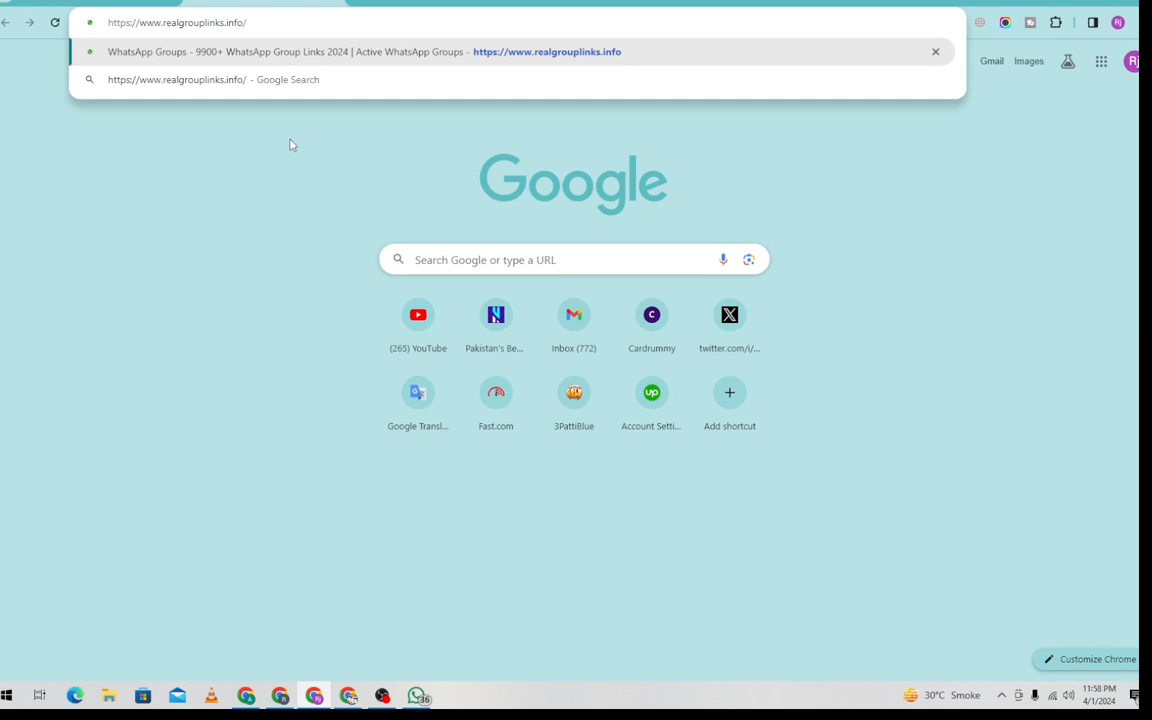 https://www.realgrouplinks.info/
WhatsApp Groups - 9900+ WhatsApp Group Links 2024 | Active WhatsApp Groups - https://www.realgrouplinks.info
https://www.realgrouplinks.info/ - Google Search
Rj
Gmail Images Rj
Google
Search Google or type a URL
(265) YouTube Pakistan's Be... Inbox (772) Cardrummy twitter.com/i/...
Google Transl... Fast.com 3PattiBlue Account Setti... Add shortcut
Customize Chrome
36 30°C Smoke 11:58 PM
4/1/2024